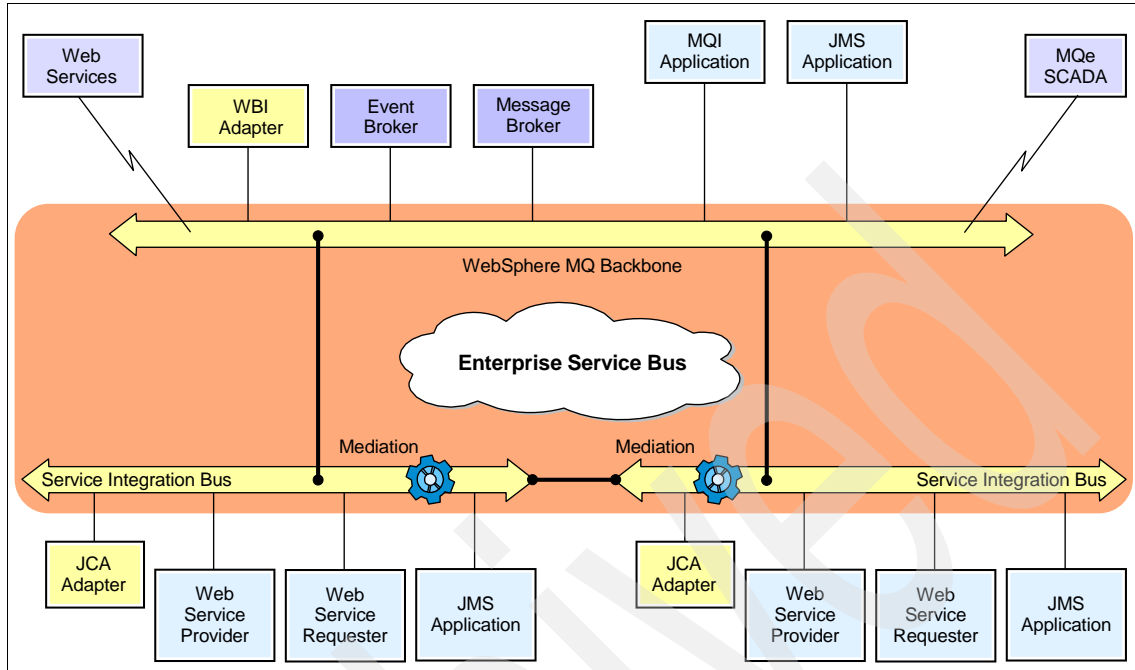 Web
Services
WBI
Adapter
Event
Broker
Message
Broker
MQI
Application
JMS
Application
MQe
SCADA
WebSphere MQ Backbone
Enterprise Service Bus
Mediation
Mediation
Service Integration Bus
Service Integration Bus
JCA
Adapter
Web
Service
Provider
Web
Service
Requester
JMS
Application
JCA
Adapter
Web
Service
Provider
Web
Service
Requester
JMS
Application